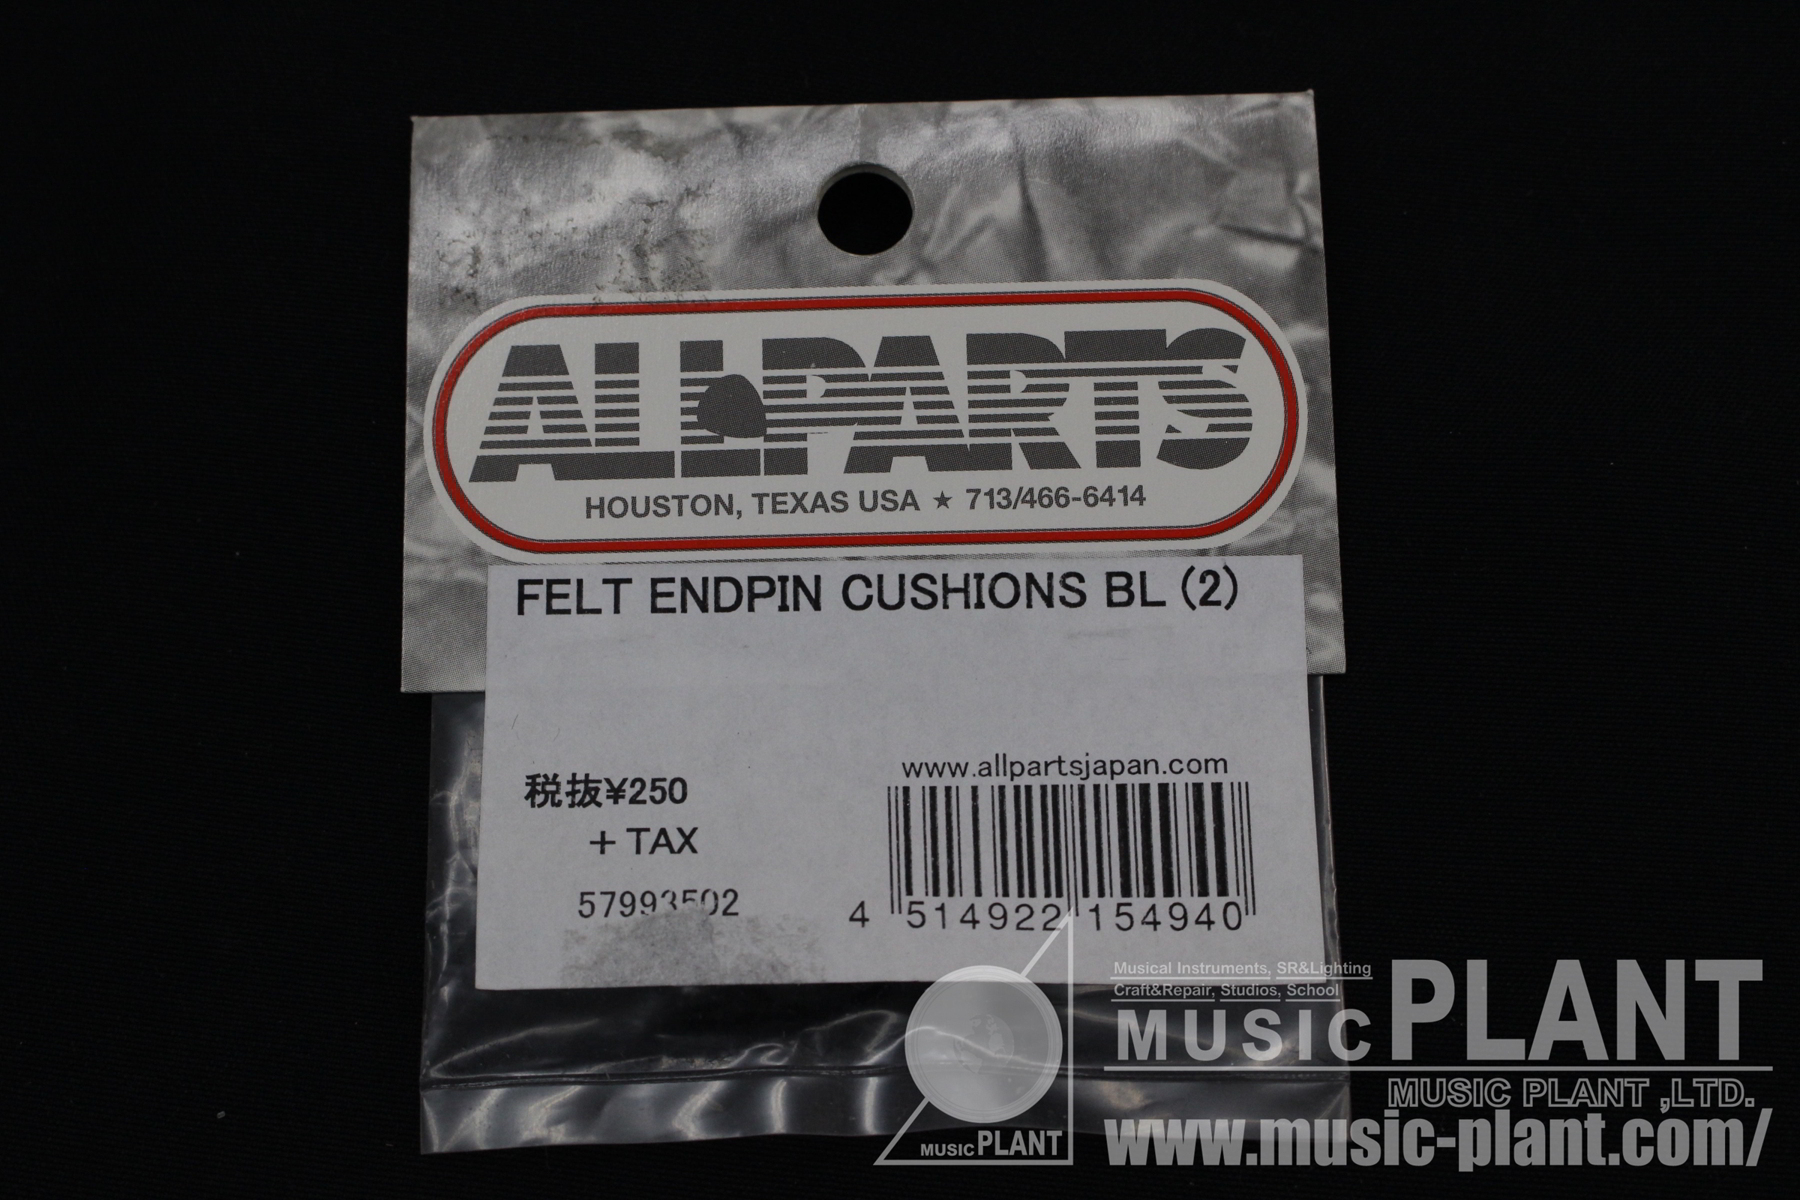 ALLPARTS
HOUSTON, TEXAS USA ★ 713/466-6414
FELT ENDPIN CUSHIONS BL (2)
税抜¥250
+ TAX
57993502
www.allpartsjapan.com
4 514922 154940
Musical Instruments, SR&Lighting
Craft&Repair, Studios, School
MUSIC PLANT
MUSIC PLANT ,LTD.
MUSIC PLANT
www.music-plant.com/